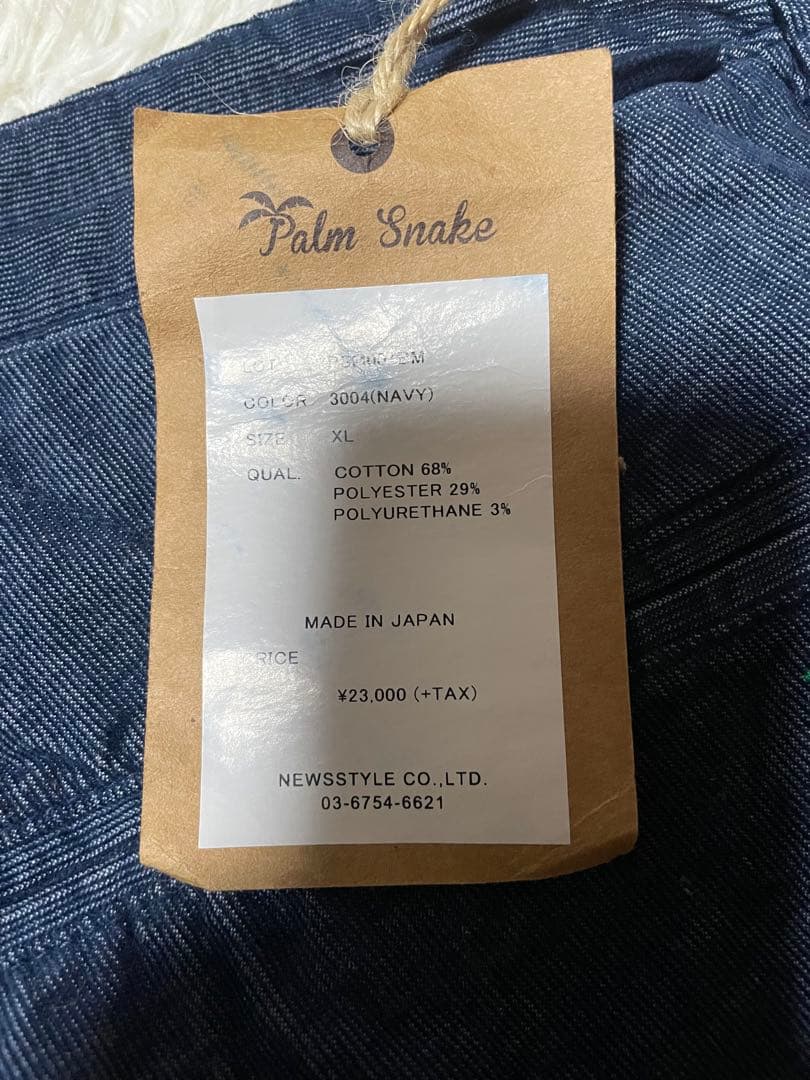 Palm Snake
LOT
COLOR 3004(NAVY)
SIZE XL
QUAL. COTTON 68%
POLYESTER 29%
POLYURETHANE 3%
MADE IN JAPAN
PRICE
¥23,000 (+TAX)
NEWSSTYLE CO.,LTD.
03-6754-6621